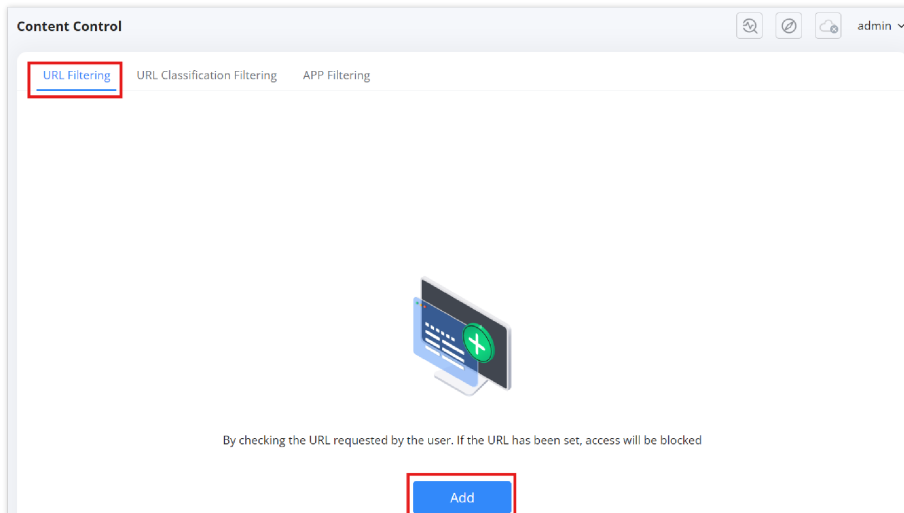 Content Control
admin
URL Filtering URL Classification Filtering APP Filtering
By checking the URL requested by the user. If the URL has been set, access will be blocked
Add